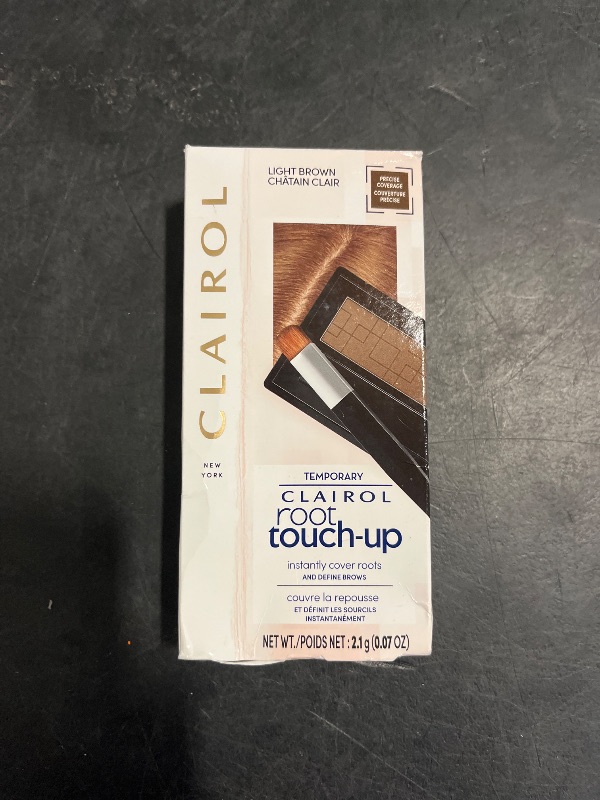 LIGHT BROWN
CHÂTAIN CLAIR
PRECISE
COVERAGE
COUVERTURE
PRÉCISE
CLAIROL
NEW
YORK
TEMPORARY
CLAIROL
root
touch-up
instantly cover roots
AND DEFINE BROWS
couvre la repousse
ET DÉFINIT LES SOURCILS
INSTANTANÉMENT
NET WT./POIDS NET : 2.1 g (0.07 OZ)